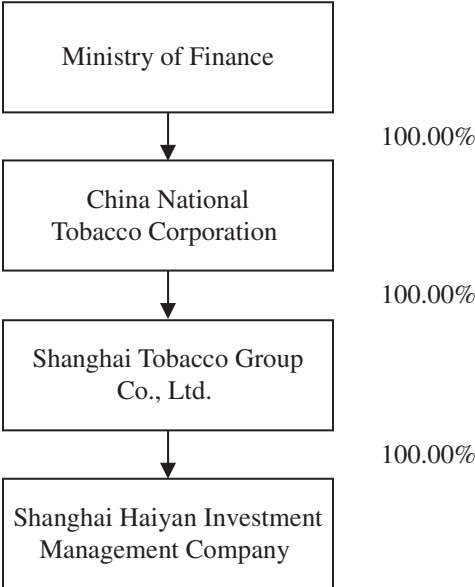 Ministry of Finance
100.00%
China National
Tobacco Corporation
100.00%
Shanghai Tobacco Group
Co., Ltd.
100.00%
Shanghai Haiyan Investment
Management Company